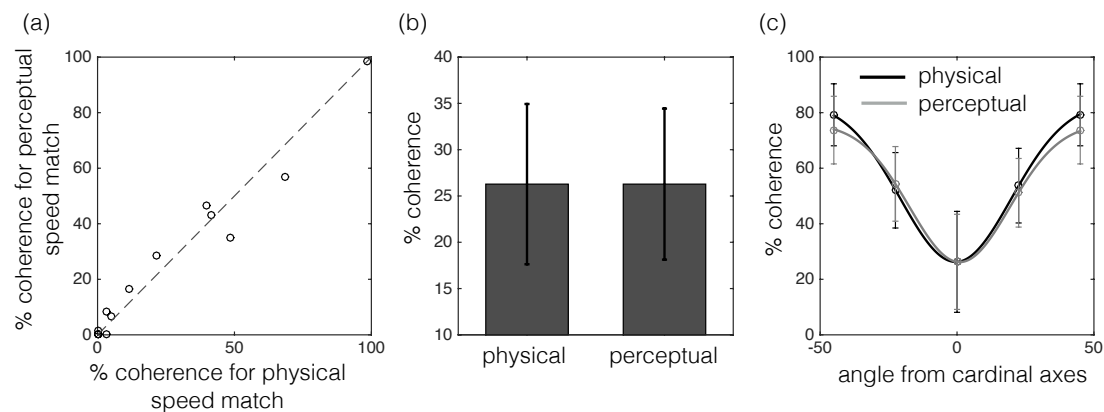 (a)
% coherence for perceptual
speed match
100
80
60
40
20
0
0
50
100
% coherence for physical
speed match
(b)
% coherence
40
35
30
25
20
15
10
physical
perceptual
(c)
% coherence
100
80
60
40
20
0
physical
perceptual
-50
0
50
angle from cardinal axes